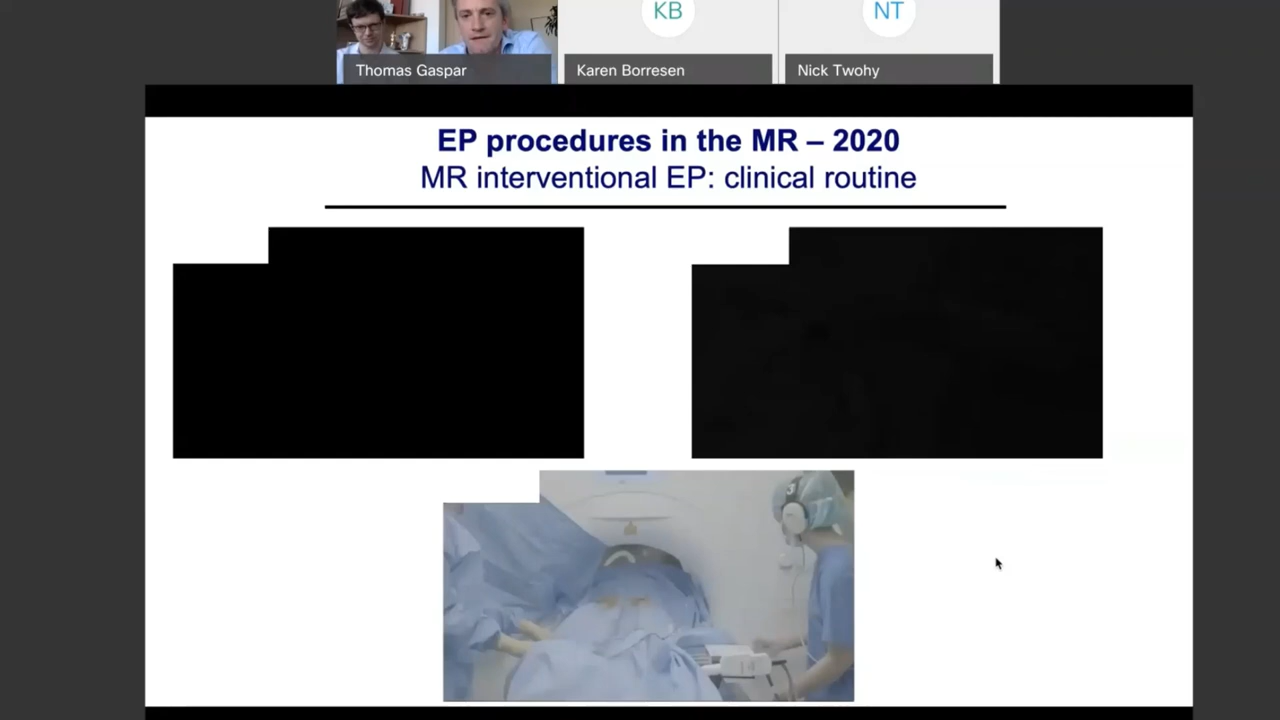 KB
NT
Thomas Gaspar
Karen Borresen
Nick Twohy
EP procedures in the MR – 2020
MR interventional EP: clinical routine